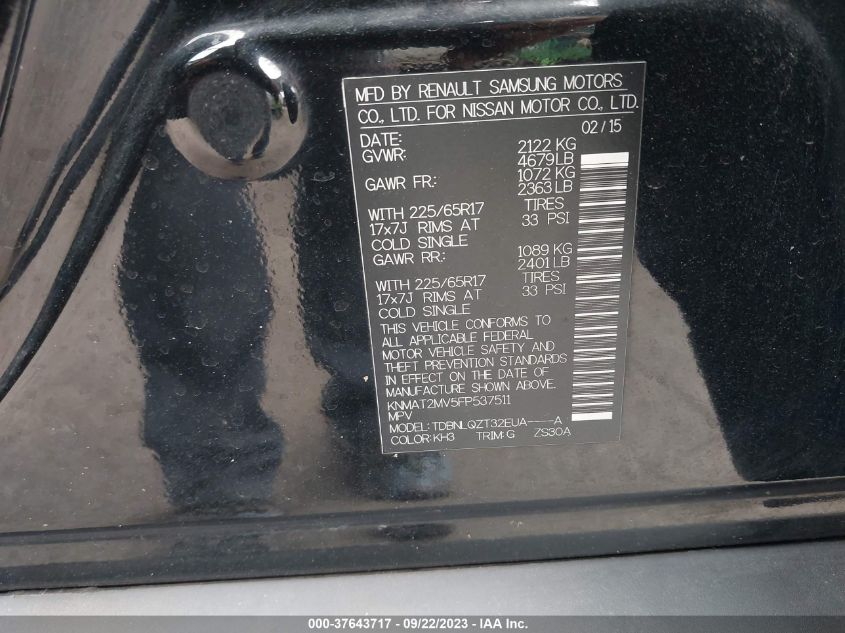 MFD BY RENAULT SAMSUNG MOTORS
CO., LTD. FOR NISSAN MOTOR CO., LTD.
DATE: 02/15
GVWR: 2122 KG
4679LB
GAWR FR: 1072 KG
2363 LB
WITH 225/65R17 TIRES
17x7J RIMS AT 33 PSI
COLD SINGLE
GAWR RR: 1089 KG
2401LB
WITH 225/65R17 TIRES
17x7J RIMS AT 33 PSI
COLD SINGLE
THIS VEHICLE CONFORMS TO
ALL APPLICABLE FEDERAL
MOTOR VEHICLE SAFETY AND
THEFT PREVENTION STANDARDS
IN EFFECT ON THE DATE OF
MANUFACTURE SHOWN ABOVE.
KNMAT2MV5FP537511
MPV
MODEL: TDBNLQZT32EUA----A
COLOR: KH3 TRIM: G ZS30A
000-37643717 - 09/22/2023 - IAA Inc.